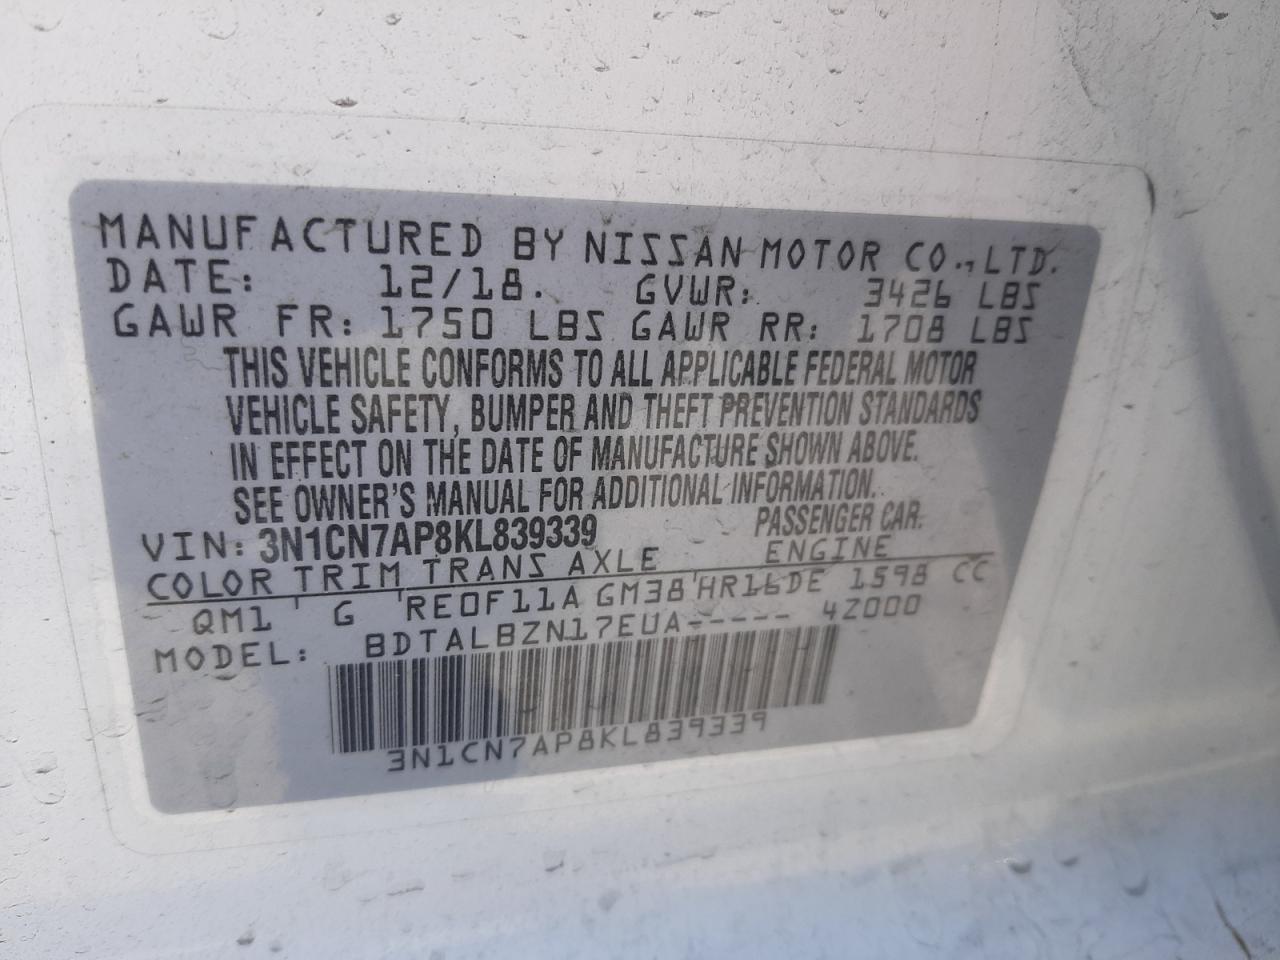 MANUFACTURED BY NISSAN MOTOR CO., LTD.
DATE: 12/18. GVWR: 3426 LBS
GAWR FR: 1750 LBS GAWR RR: 1708 LBS
THIS VEHICLE CONFORMS TO ALL APPLICABLE FEDERAL MOTOR
VEHICLE SAFETY, BUMPER AND THEFT PREVENTION STANDARDS
IN EFFECT ON THE DATE OF MANUFACTURE SHOWN ABOVE.
SEE OWNER'S MANUAL FOR ADDITIONAL INFORMATION.
VIN: 3N1CN7AP8KL839339 PASSENGER CAR.
COLOR TRIM TRANS AXLE ENGINE
QM1 ' G 'RE0F11A GM38'HR16DE 1598 CC
MODEL: BDTALBZN17EUA----- 4Z000
3N1CN7AP8KL839339